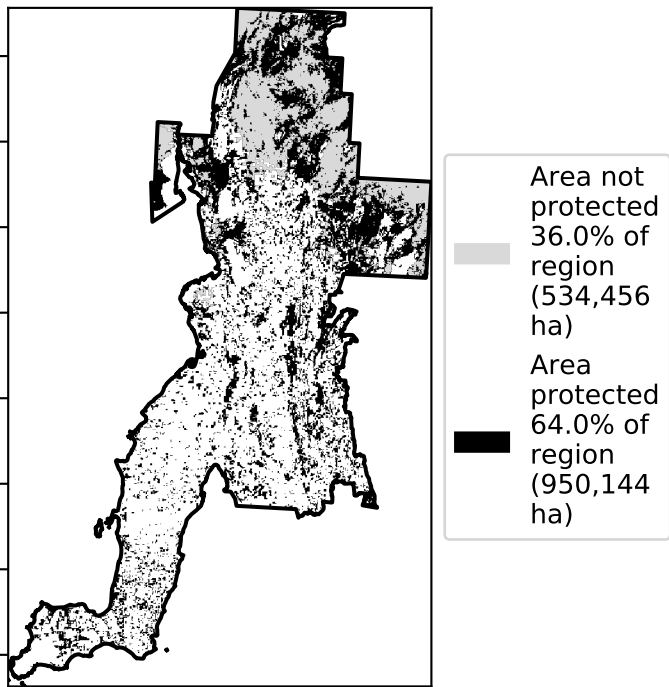 Area not
protected
36.0% of
region
(534,456
ha)
Area
protected
64.0% of
region
(950,144
ha)